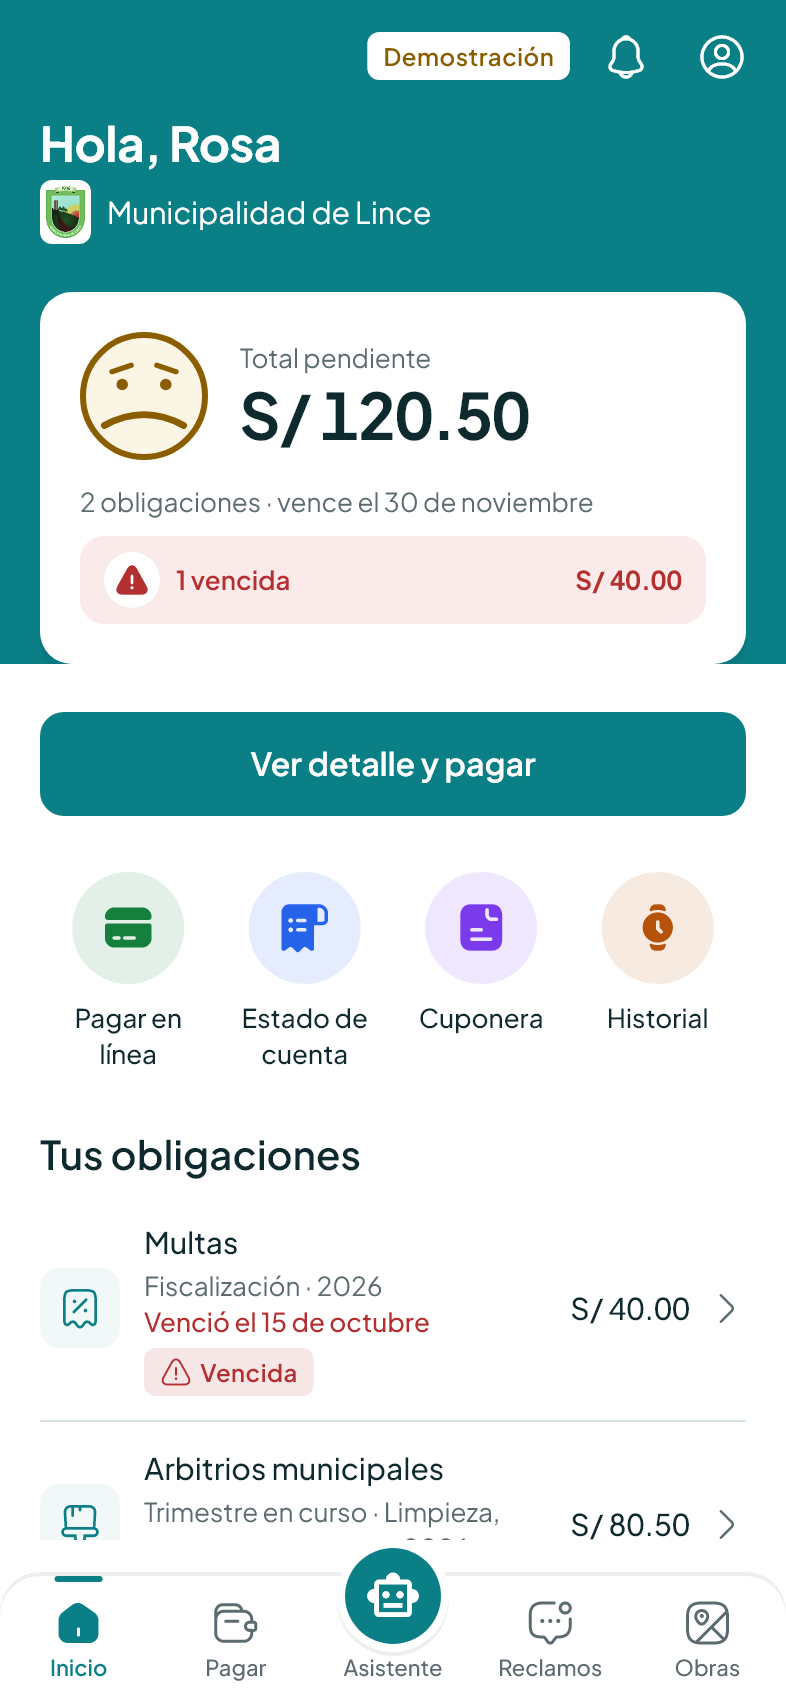 Demostración
Hola, Rosa
Municipalidad de Lince
Total pendiente
S/ 120.50
2 obligaciones · vence el 30 de noviembre
1 vencida
S/ 40.00
Ver detalle y pagar
Pagar en
línea
Estado de
cuenta
Cuponera
Historial
Tus obligaciones
Multas
Fiscalización · 2026
Venció el 15 de octubre
S/ 40.00
Vencida
Arbitrios municipales
Trimestre en curso · Limpieza,
S/ 80.50
Inicio
Pagar
Asistente
Reclamos
Obras